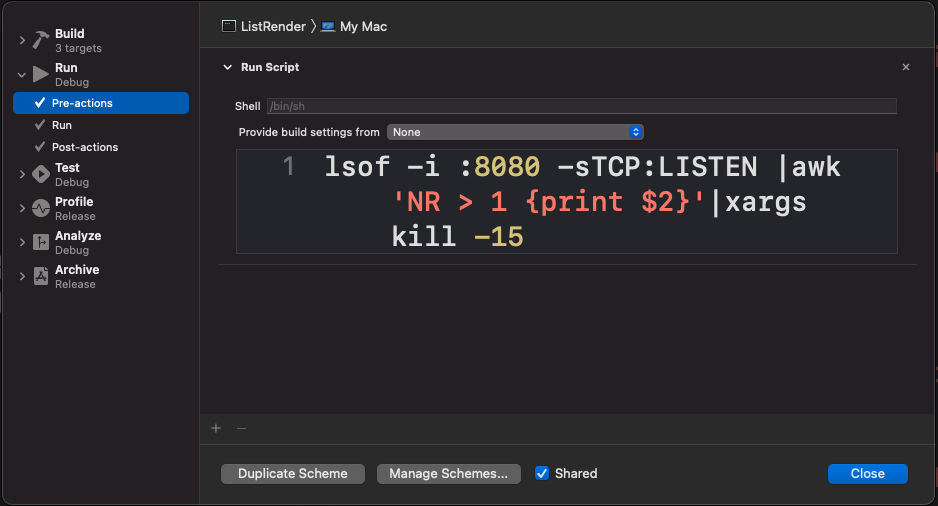 ListRender 〉 My Mac
Build
3 targets
Run
Debug
Pre-actions
Run
Post-actions
Test
Debug
Profile
Release
Analyze
Debug
Archive
Release
Run Script
Shell /bin/sh
Provide build settings from None
1 lsof -i :8080 -sTCP:LISTEN |awk
'NR > 1 {print $2}'|xargs
kill -15
Duplicate Scheme Manage Schemes... Shared Close